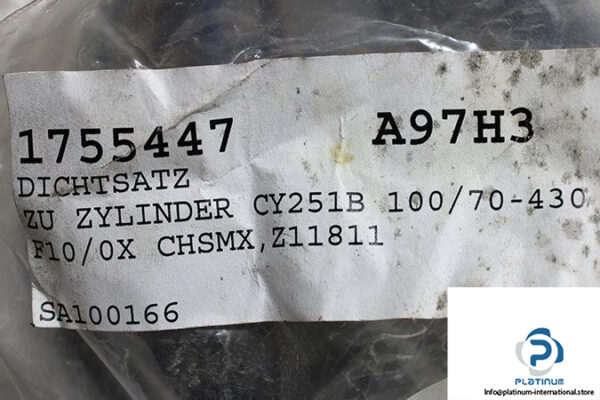 1755447 A97H3
DICHTSATZ
ZU ZYLINDER CY251B 100/70-430
F10/0X CHSMX,Z11811
SA100166
PLATINUM
Info@platinum-international.store